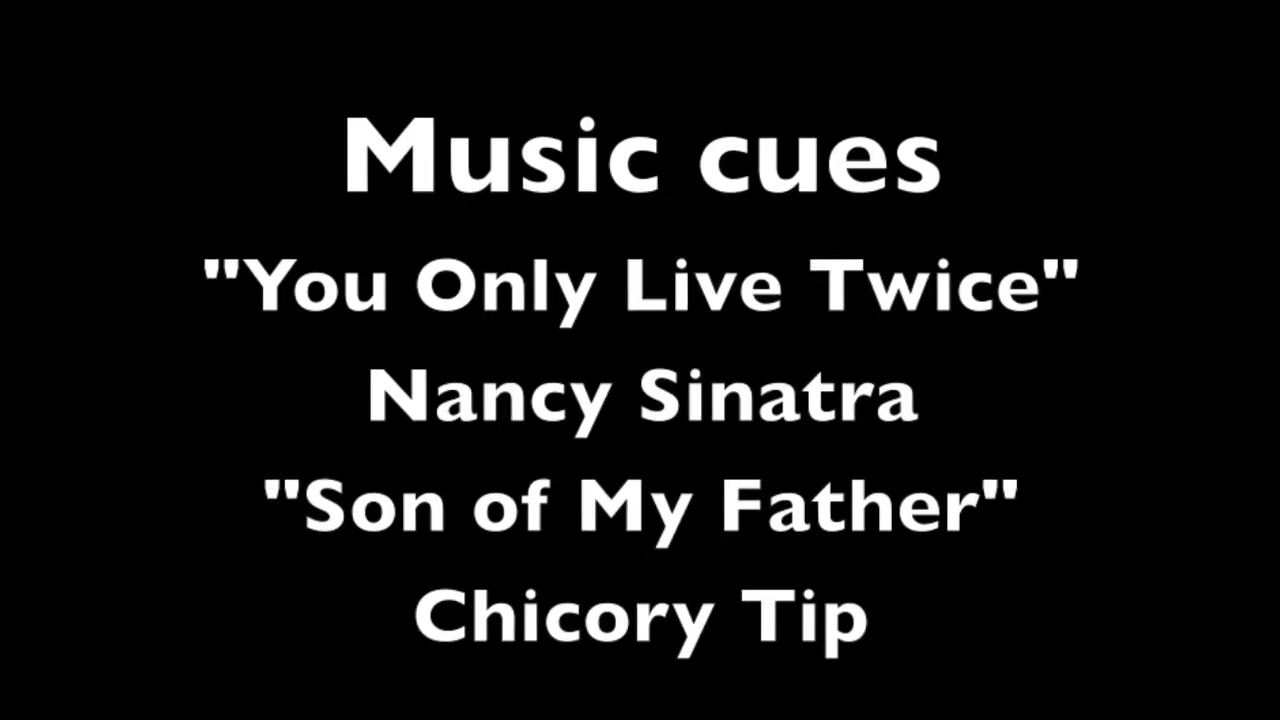 Music cues
"You Only Live Twice"
Nancy Sinatra
"Son of My Father"
Chicory Tip